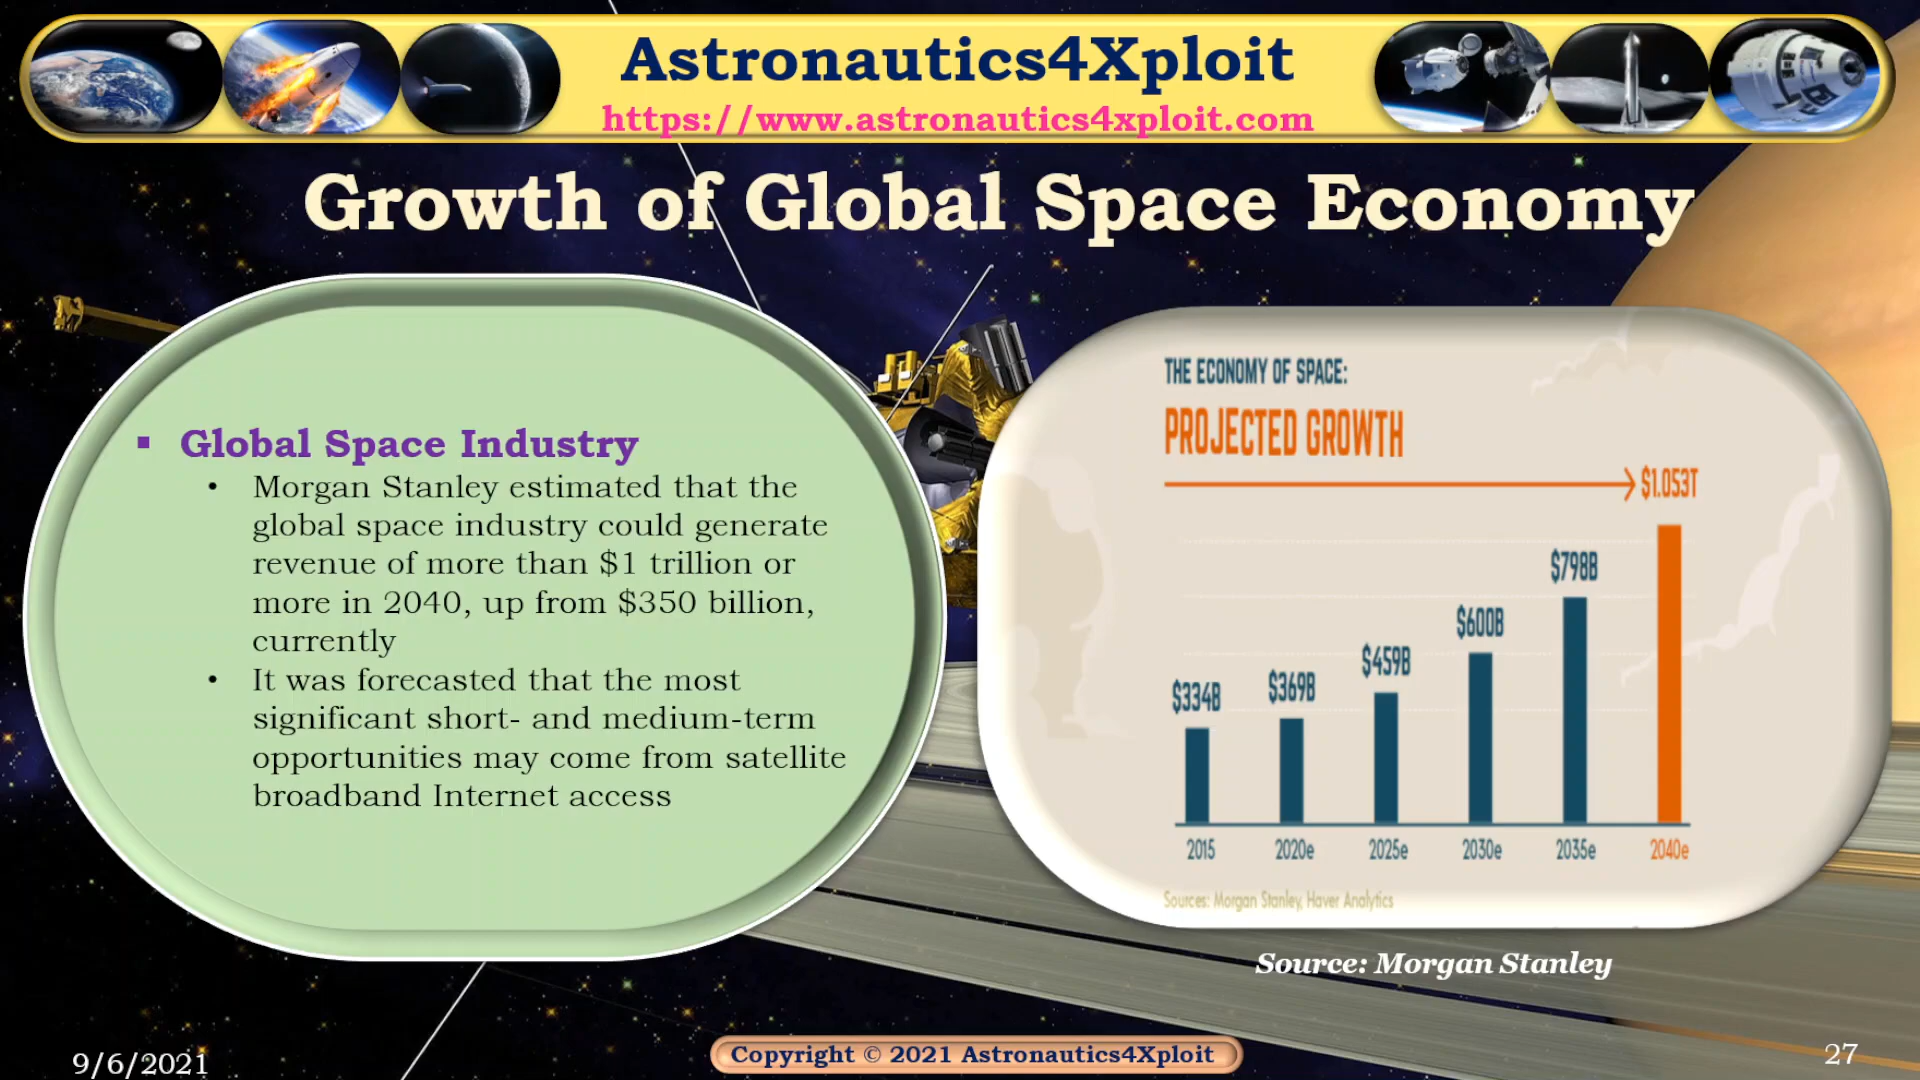 Astronautics4Xploit
https://www.astronautics4xploit.com
Growth of Global Space Economy
▪ Global Space Industry
• Morgan Stanley estimated that the
global space industry could generate
revenue of more than $1 trillion or
more in 2040, up from $350 billion,
currently
• It was forecasted that the most
significant short- and medium-term
opportunities may come from satellite
broadband Internet access
THE ECONOMY OF SPACE:
PROJECTED GROWTH
$1.053T
$798B
$600B
$459B
$369B
$334B
2015 2020e 2025e 2030e 2035e 2040e
Sources: Morgan Stanley, Haver Analytics
Source: Morgan Stanley
9/6/2021
Copyright © 2021 Astronautics4Xploit
27